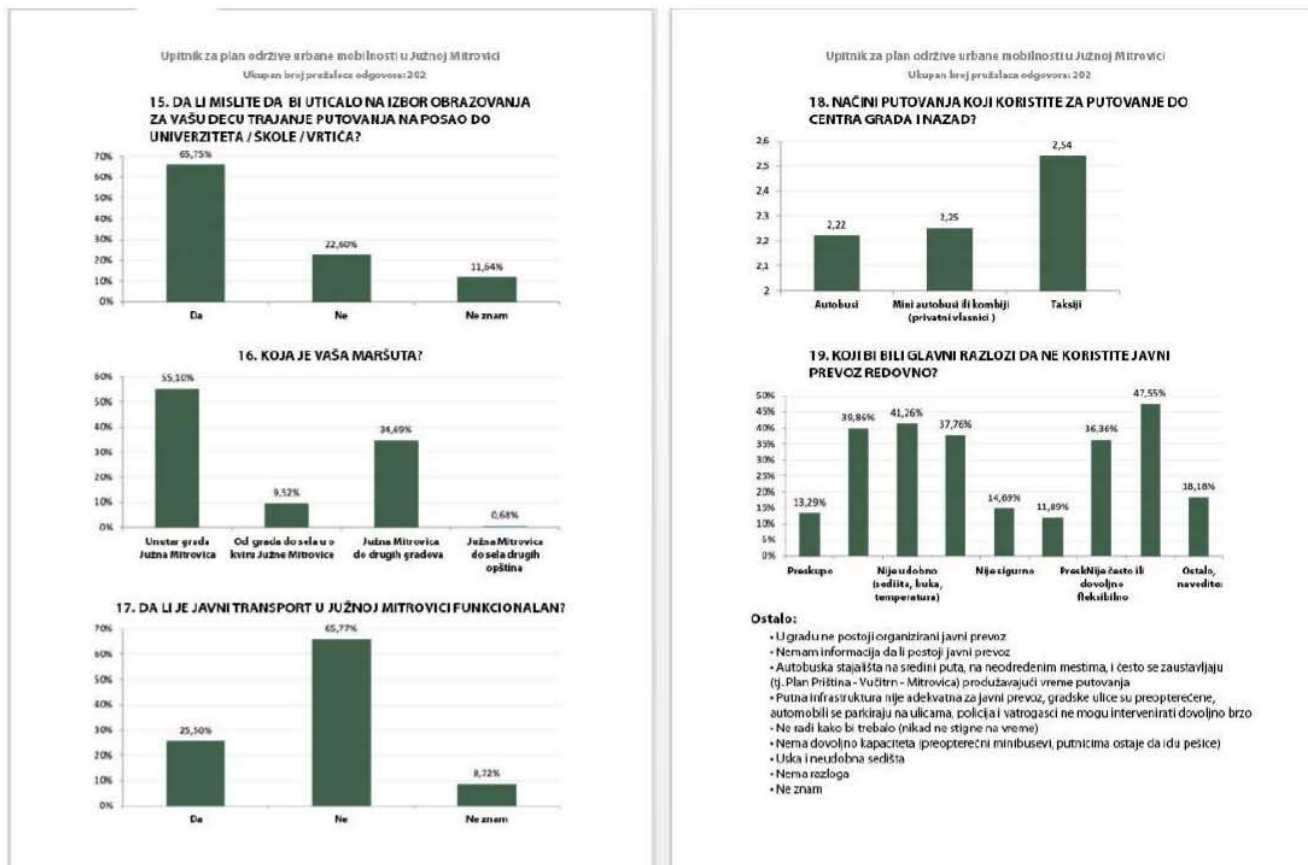 Upitnik za plan održive urbane mobilnosti u Južnoj Mitrovici
Ukupan broj pružalaca odgovora: 202
15. DA LI MISLITE DA BI UTICALO NA IZBOR OBRAZOVANJA
ZA VAŠU DECU TRAJANJE PUTOVANJA NA POSAO DO
UNIVERZITETA / ŠKOLE / VRTIĆA?
70%
60%
50%
40%
30%
20%
10%
0%
65,75%
22,60%
11,64%
Da
Ne
Ne znam
16. KOJA JE VAŠA MARŠUTA?
60%
50%
40%
30%
20%
10%
0%
55,10%
9,52%
34,69%
0,68%
Unutar grada
Južna Mitrovica
Od grada do sela u o
kviru Južne Mitrovice
Južna Mitrovica
do drugih gradova
Južna Mitrovica
do sela drugih
opština
17. DA LI JE JAVNI TRANSPORT U JUŽNOJ MITROVICI FUNKCIONALAN?
70%
60%
50%
40%
30%
20%
10%
0%
25,50%
65,77%
8,72%
Da
Ne
Ne znam
Upitnik za plan održive urbane mobilnosti u Južnoj Mitrovici
Ukupan broj pružalaca odgovora: 202
18. NAČINI PUTOVANJA KOJI KORISTITE ZA PUTOVANJE DO
CENTRA GRADA I NAZAD?
2,6
2,5
2,4
2,3
2,2
2,1
2
2,22
2,25
2,54
Autobusi
Mini autobusi ili kombiji
(privatni vlasnici )
Taksiji
19. KOJI BI BILI GLAVNI RAZLOZI DA NE KORISTITE JAVNI
PREVOZ REDOVNO?
50%
45%
40%
35%
30%
25%
20%
15%
10%
5%
0%
13,29%
39,86%
41,26%
37,76%
14,69%
11,89%
36,36%
47,55%
18,18%
Preskupo
Nije udobno
(sedišta, buka,
temperatura)
Nije sigurno
PreskNije često ili
dovoljno
fleksibilno
Ostalo,
navedite:
Ostalo:
• U gradu ne postoji organizirani javni prevoz
• Nemam informacija da li postoji javni prevoz
• Autobuska stajališta na sredini puta, na neodređenim mestima, i često se zaustavljaju
(tj. Plan Priština - Vučitrn - Mitrovica) produžavajući vreme putovanja
• Putna infrastruktura nije adekvatna za javni prevoz, gradske ulice su preopterećene,
automobili se parkiraju na ulicama, policija i vatrogasci ne mogu intervenirati dovoljno brzo
• Ne radi kako bi trebalo (nikad ne stigne na vreme)
• Nema dovoljno kapaciteta (preopterećni minibusevi, putnicima ostaje da idu pešice)
• Uska i neudobna sedišta
• Nema razloga
• Ne znam